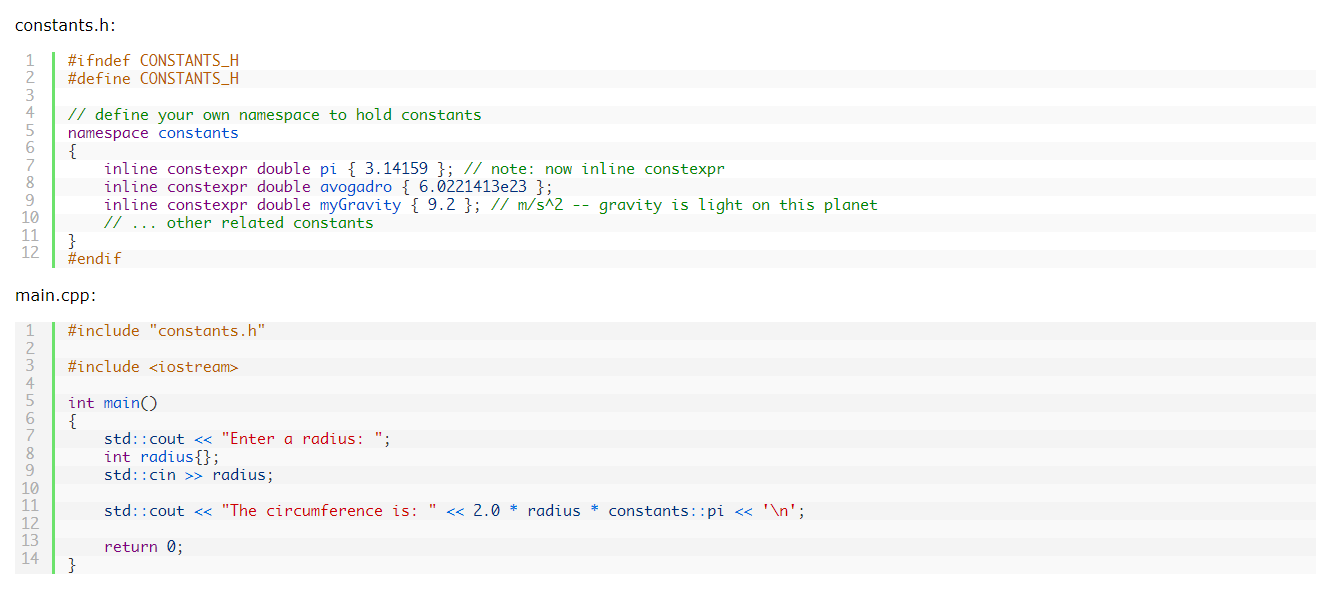 constants.h:
1 #ifndef CONSTANTS_H
2 #define CONSTANTS_H
3
4 // define your own namespace to hold constants
5 namespace constants
6 {
7     inline constexpr double pi { 3.14159 }; // note: now inline constexpr
8     inline constexpr double avogadro { 6.0221413e23 };
9     inline constexpr double myGravity { 9.2 }; // m/s^2 -- gravity is light on this planet
10     // ... other related constants
11 }
12 #endif
main.cpp:
1 #include "constants.h"
2
3 #include <iostream>
4
5 int main()
6 {
7     std::cout << "Enter a radius: ";
8     int radius{};
9     std::cin >> radius;
10
11     std::cout << "The circumference is: " << 2.0 * radius * constants::pi << '\n';
12
13     return 0;
14 }